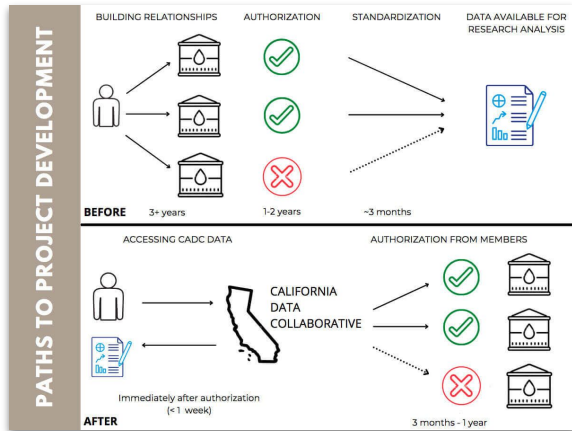 PATHS TO PROJECT DEVELOPMENT
BUILDING RELATIONSHIPS
AUTHORIZATION
STANDARDIZATION
DATA AVAILABLE FOR
RESEARCH ANALYSIS
BEFORE
3+ years
1-2 years
~3 months
ACCESSING CADC DATA
AUTHORIZATION FROM MEMBERS
CALIFORNIA
DATA
COLLABORATIVE
Immediately after authorization
(< 1 week)
AFTER
3 months - 1 year